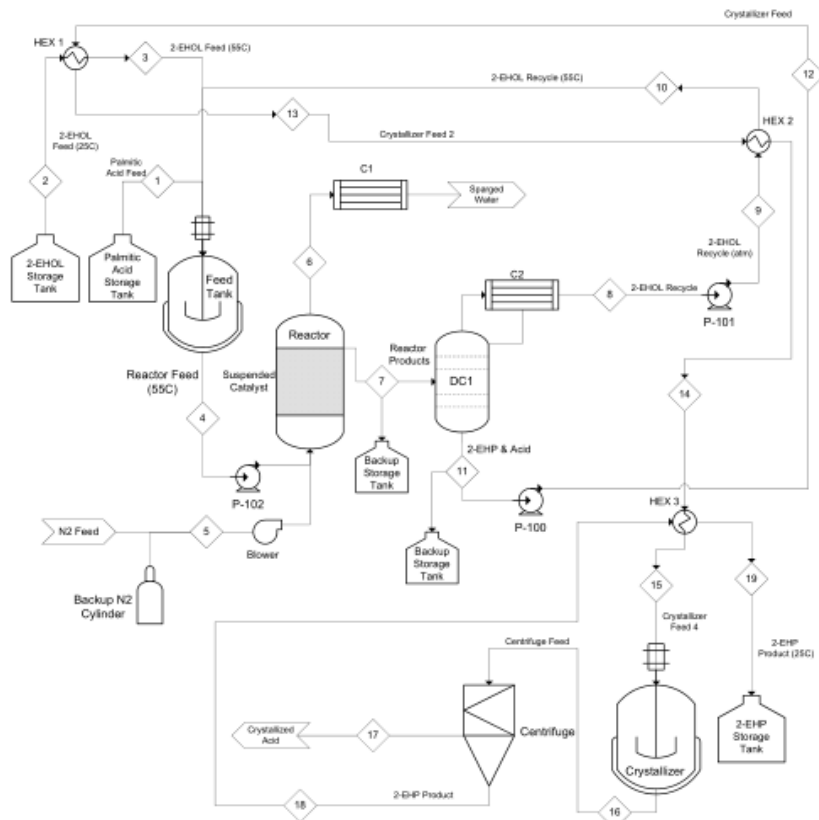 Crystallizer Feed
HEX 1
3
2-EHOL Feed (55C)
12
2-EHOL Recycle (55C)
10
13
HEX 2
Crystallizer Feed 2
2-EHOL
Feed (25C)
Palmitic
Acid Feed
2
1
C1
Sparged
Water
9
6
2-EHOL
Recycle (atm)
2-EHOL
Storage
Tank
Palmitic
Acid
Storage
Tank
Feed
Tank
C2
8
2-EHOL Recycle
P-101
Reactor
Reactor
Products
Reactor Feed
(55C)
Suspended
Catalyst
7
DC1
14
4
2-EHP & Acid
11
Backup
Storage
Tank
P-102
P-100
HEX 3
N2 Feed
5
Blower
Backup
Storage
Tank
15
19
Backup N2
Cylinder
Crystallizer
Feed 4
Centrifuge Feed
2-EHP
Product (25C)
Crystallized
Acid
17
Centrifuge
2-EHP
Storage
Tank
Crystallizer
18
2-EHP Product
16